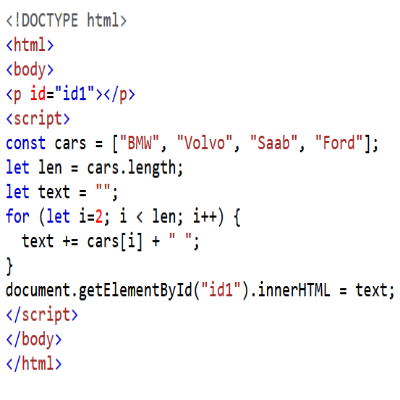 <!DOCTYPE html>
<html>
<body>
<p id="id1"></p>
<script>
const cars = ["BMW", "Volvo", "Saab", "Ford"];
let len = cars.length;
let text = "";
for (let i=2; i < len; i++) {
  text += cars[i] + " ";
}
document.getElementById("id1").innerHTML = text;
</script>
</body>
</html>